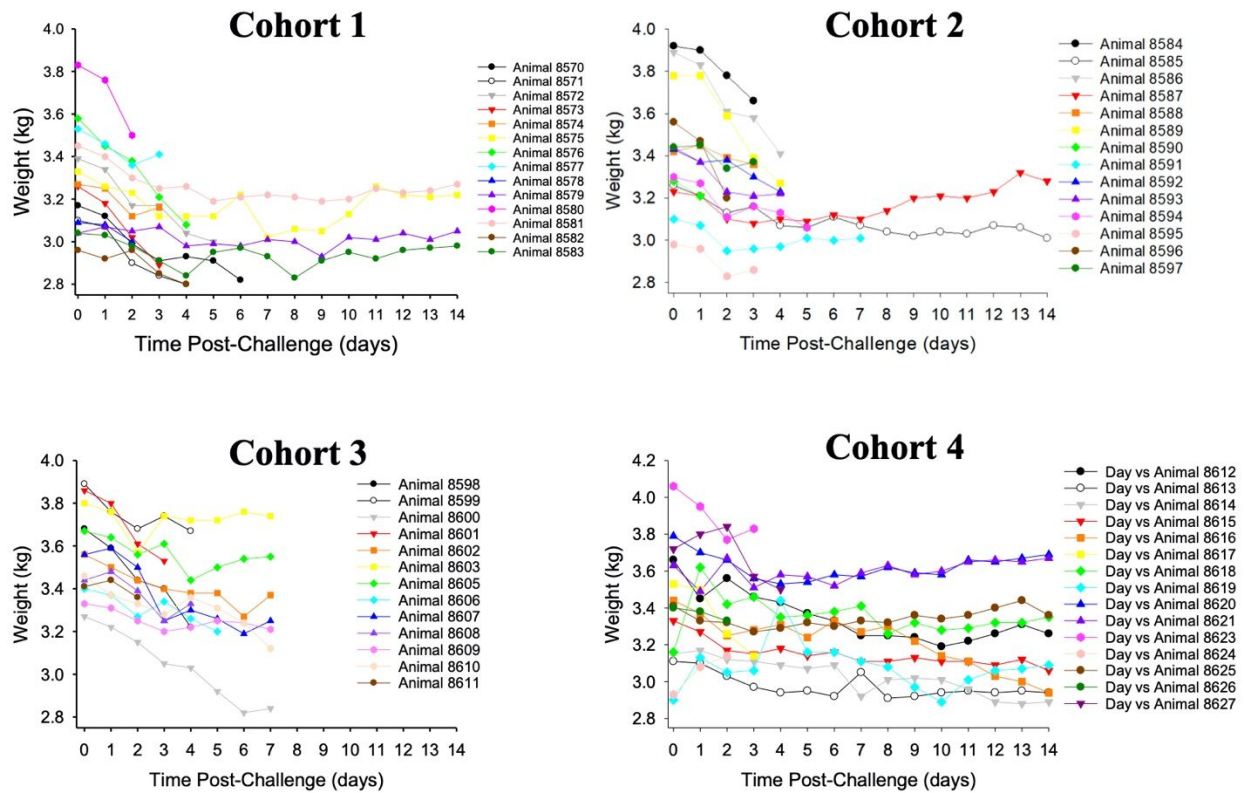 Cohort 1
Weight (kg)
4.0
3.8
3.6
3.4
3.2
3.0
2.8
0 1 2 3 4 5 6 7 8 9 10 11 12 13 14
Time Post-Challenge (days)
Animal 8570
Animal 8571
Animal 8572
Animal 8573
Animal 8574
Animal 8575
Animal 8576
Animal 8577
Animal 8578
Animal 8579
Animal 8580
Animal 8581
Animal 8582
Animal 8583
Cohort 2
Weight (kg)
4.0
3.8
3.6
3.4
3.2
3.0
2.8
0 1 2 3 4 5 6 7 8 9 10 11 12 13 14
Time Post-Challenge (days)
Animal 8584
Animal 8585
Animal 8586
Animal 8587
Animal 8588
Animal 8589
Animal 8590
Animal 8591
Animal 8592
Animal 8593
Animal 8594
Animal 8595
Animal 8596
Animal 8597
Cohort 3
Weight (kg)
4.0
3.8
3.6
3.4
3.2
3.0
2.8
0 1 2 3 4 5 6 7 8 9 10 11 12 13 14
Time Post-Challenge (days)
Animal 8598
Animal 8599
Animal 8600
Animal 8601
Animal 8602
Animal 8603
Animal 8605
Animal 8606
Animal 8607
Animal 8608
Animal 8609
Animal 8610
Animal 8611
Cohort 4
Weight (kg)
4.2
4.0
3.8
3.6
3.4
3.2
3.0
2.8
0 1 2 3 4 5 6 7 8 9 10 11 12 13 14
Time Post-Challenge (days)
Day vs Animal 8612
Day vs Animal 8613
Day vs Animal 8614
Day vs Animal 8615
Day vs Animal 8616
Day vs Animal 8617
Day vs Animal 8618
Day vs Animal 8619
Day vs Animal 8620
Day vs Animal 8621
Day vs Animal 8623
Day vs Animal 8624
Day vs Animal 8625
Day vs Animal 8626
Day vs Animal 8627